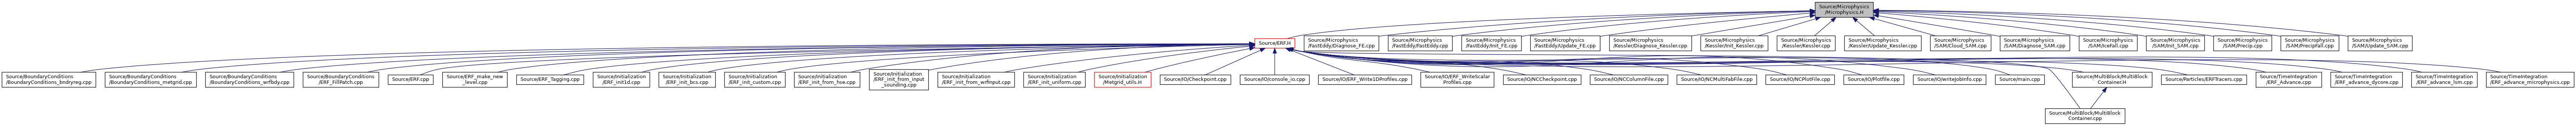 Source/Microphysics
/Microphysics.H
Source/ERF.H
Source/Microphysics
/FastEddy/Diagnose_FE.cpp
Source/Microphysics
/FastEddy/FastEddy.cpp
Source/Microphysics
/FastEddy/Init_FE.cpp
Source/Microphysics
/FastEddy/Update_FE.cpp
Source/Microphysics
/Kessler/Diagnose_Kessler.cpp
Source/Microphysics
/Kessler/Init_Kessler.cpp
Source/Microphysics
/Kessler/Kessler.cpp
Source/Microphysics
/Kessler/Update_Kessler.cpp
Source/Microphysics
/SAM/Cloud_SAM.cpp
Source/Microphysics
/SAM/Diagnose_SAM.cpp
Source/Microphysics
/SAM/IceFall.cpp
Source/Microphysics
/SAM/Init_SAM.cpp
Source/Microphysics
/SAM/Precip.cpp
Source/Microphysics
/SAM/PrecipFall.cpp
Source/Microphysics
/SAM/Update_SAM.cpp
Source/BoundaryConditions
/BoundaryConditions_bndryreg.cpp
Source/BoundaryConditions
/BoundaryConditions_metgrid.cpp
Source/BoundaryConditions
/BoundaryConditions_wrfbdy.cpp
Source/BoundaryConditions
/ERF_FillPatch.cpp
Source/ERF.cpp
Source/ERF_make_new
_level.cpp
Source/ERF_Tagging.cpp
Source/Initialization
/ERF_init1d.cpp
Source/Initialization
/ERF_init_bcs.cpp
Source/Initialization
/ERF_init_custom.cpp
Source/Initialization
/ERF_init_from_hse.cpp
Source/Initialization
/ERF_init_from_input
_sounding.cpp
Source/Initialization
/ERF_init_from_wrfinput.cpp
Source/Initialization
/ERF_init_uniform.cpp
Source/Initialization
/Metgrid_utils.H
Source/IO/Checkpoint.cpp
Source/IO/console_io.cpp
Source/IO/ERF_Write1DProfiles.cpp
Source/IO/ERF_WriteScalar
Profiles.cpp
Source/IO/NCCheckpoint.cpp
Source/IO/NCColumnFile.cpp
Source/IO/NCMultiFabFile.cpp
Source/IO/NCPlotFile.cpp
Source/IO/Plotfile.cpp
Source/IO/writeJobInfo.cpp
Source/main.cpp
Source/MultiBlock/MultiBlock
Container.H
Source/Particles/ERFTracers.cpp
Source/TimeIntegration
/ERF_Advance.cpp
Source/TimeIntegration
/ERF_advance_dycore.cpp
Source/TimeIntegration
/ERF_advance_lsm.cpp
Source/TimeIntegration
/ERF_advance_microphysics.cpp
Source/MultiBlock/MultiBlock
Container.cpp